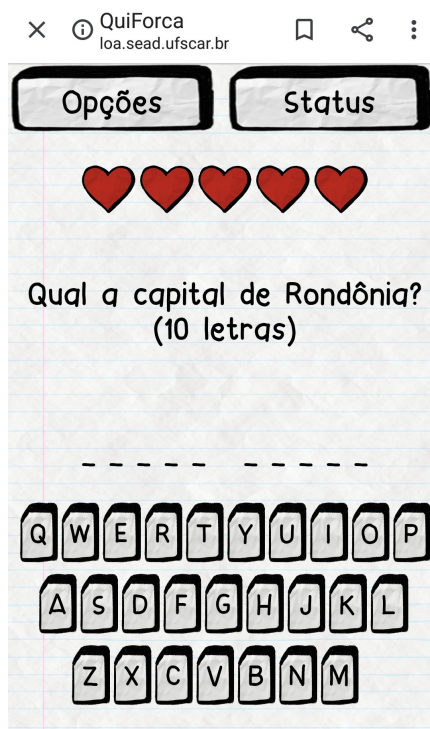 QuiForca
loa.sead.ufscar.br
Opções Status
Qual a capital de Rondônia?
(10 letras)
_ _ _ _ _ _ _ _ _ _
Q W E R T Y U I O P
A S D F G H J K L
Z X C V B N M